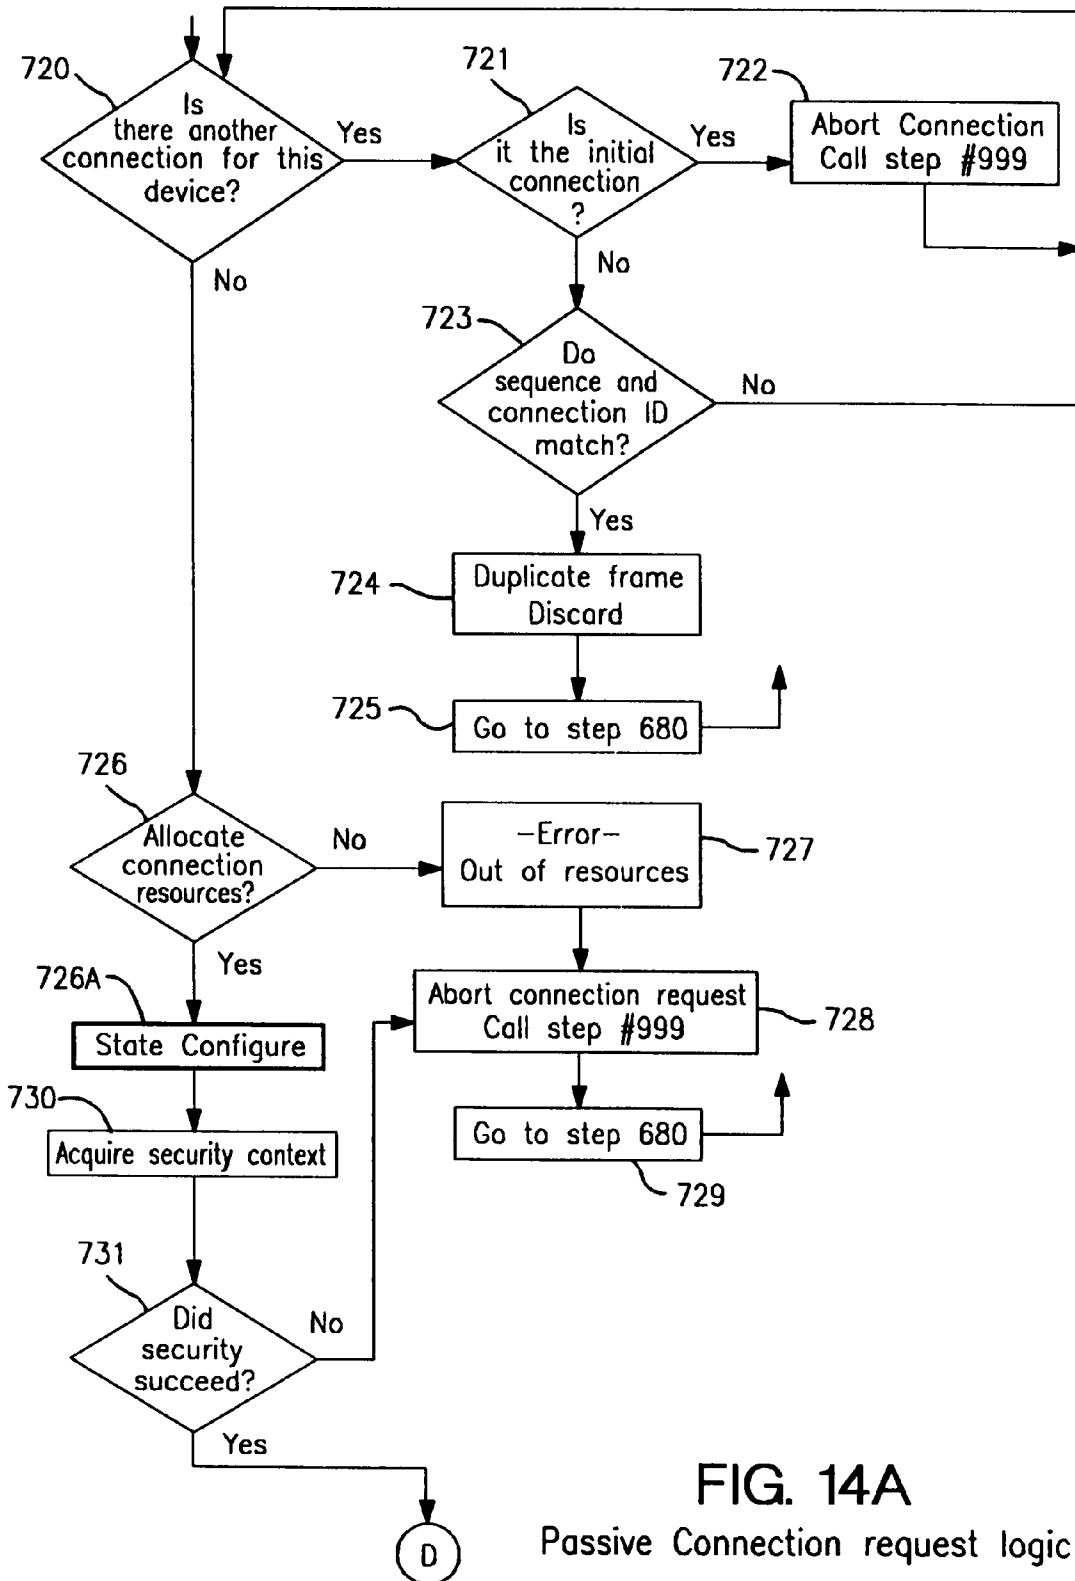 720
Is
there another
connection for this
device?
Yes
No
721
Is
it the initial
connection
?
Yes
No
722
Abort Connection
Call step #999
723
Do
sequence and
connection ID
match?
No
Yes
724
Duplicate frame
Discard
725
Go to step 680
726
Allocate
connection
resources?
No
Yes
-Error-
Out of resources
727
726A
State Configure
Abort connection request
Call step #999
728
730
Acquire security context
Go to step 680
729
731
Did
security
succeed?
No
Yes
D
FIG. 14A
Passive Connection request logic